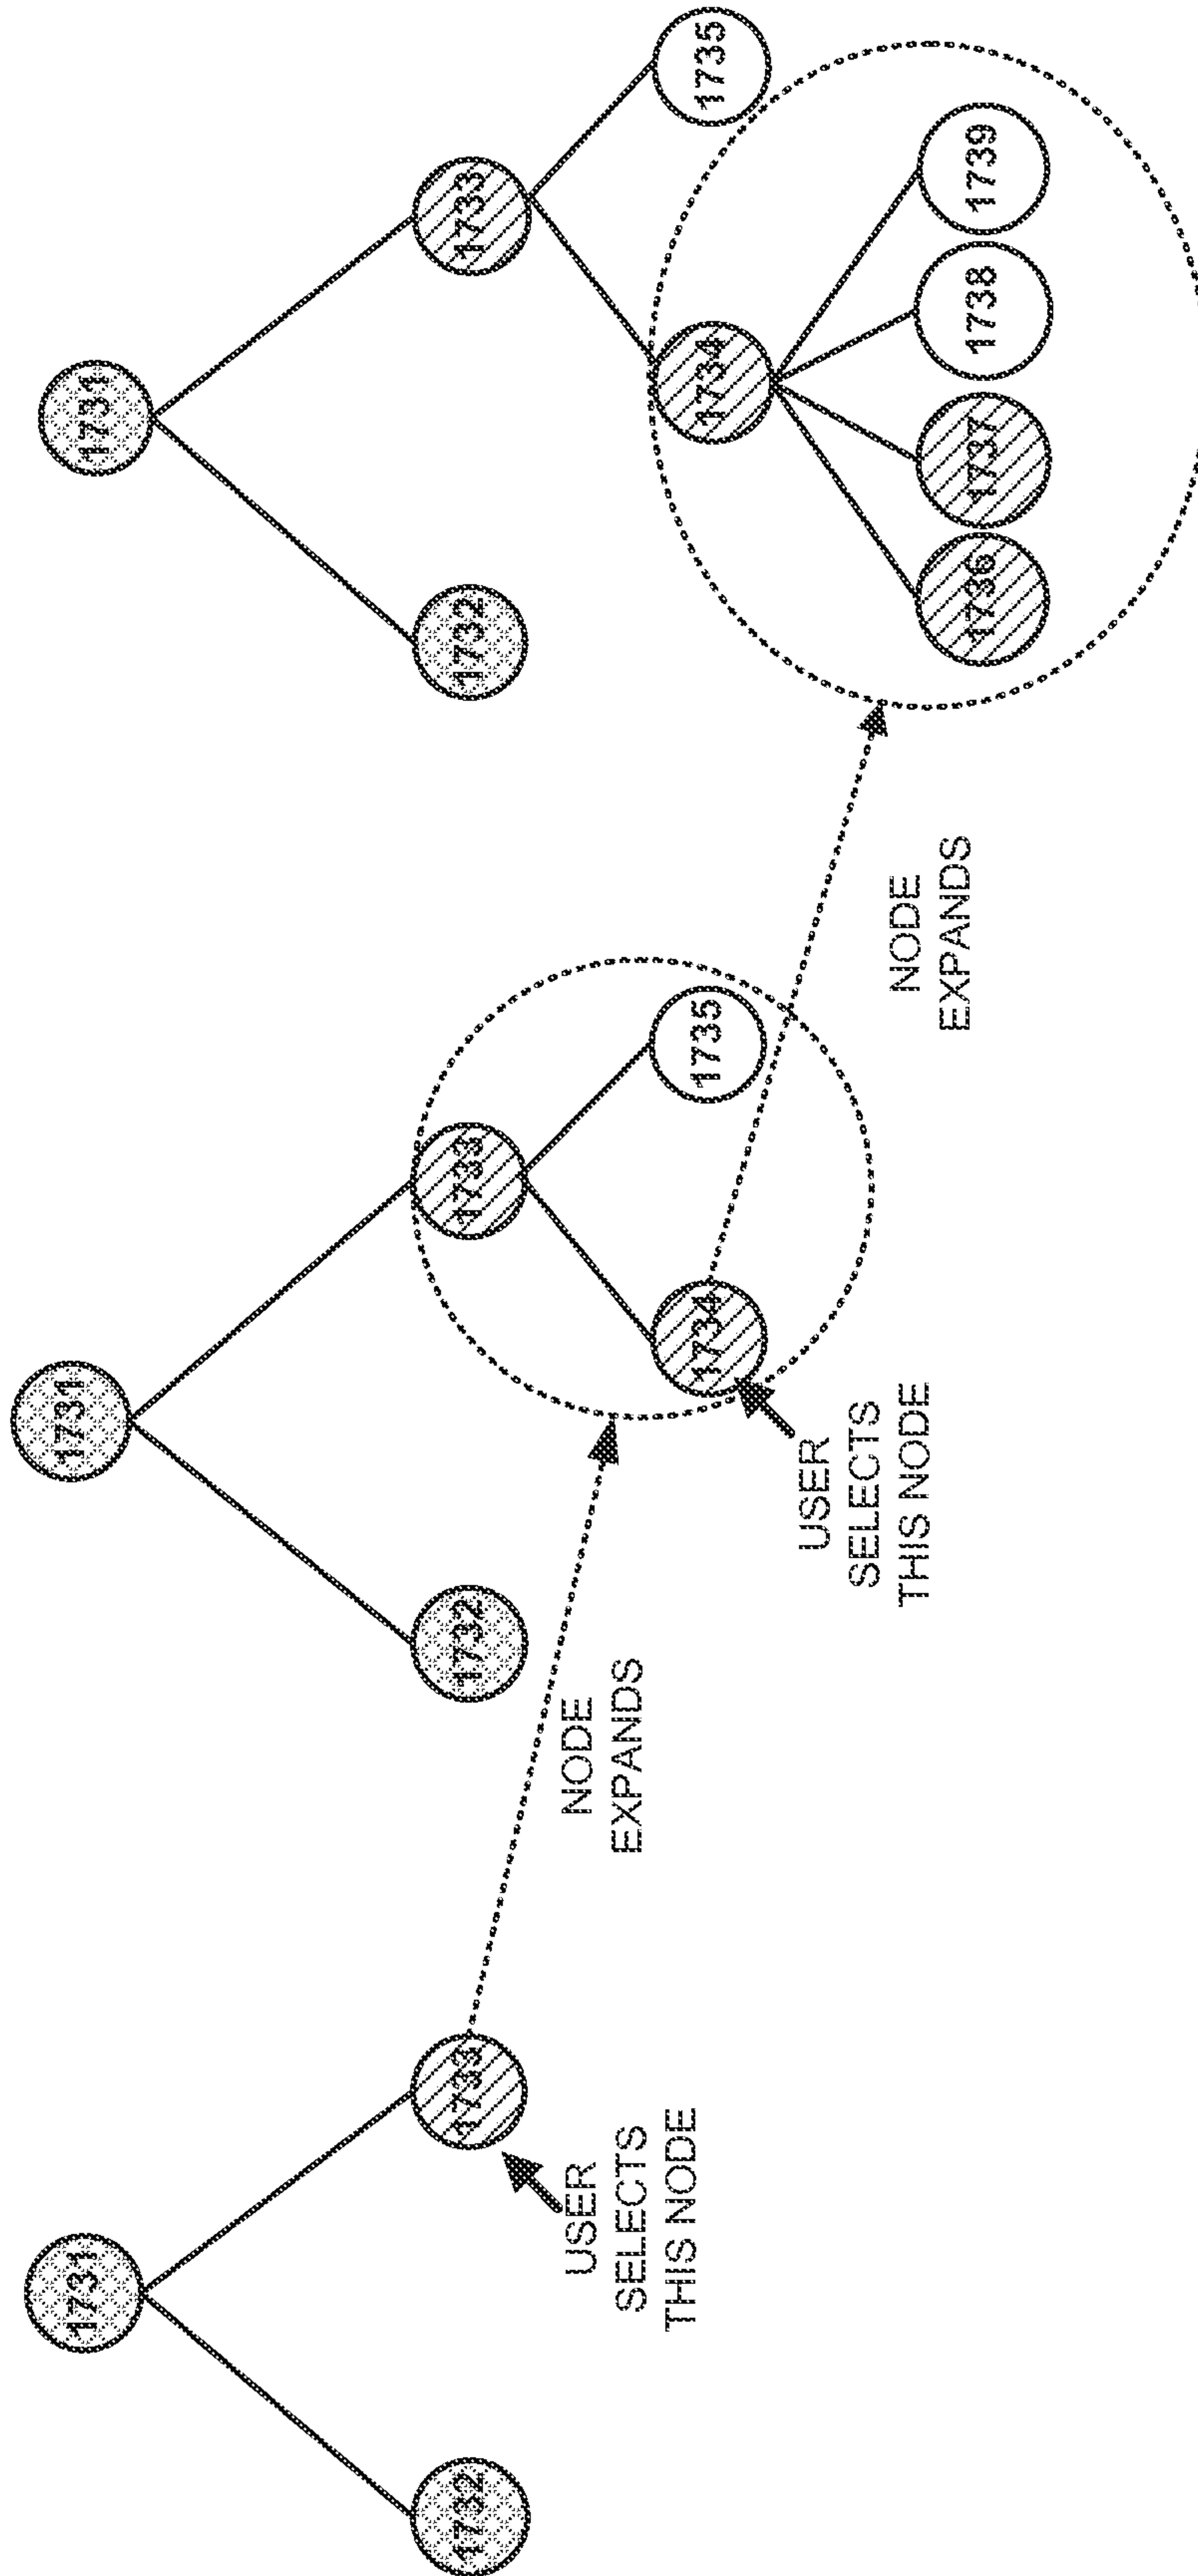 1731
1732
1733
USER
SELECTS
THIS NODE
NODE
EXPANDS
1731
1732
1733
1734
1735
USER
SELECTS
THIS NODE
NODE
EXPANDS
1731
1732
1733
1734
1735
1736
1737
1738
1739